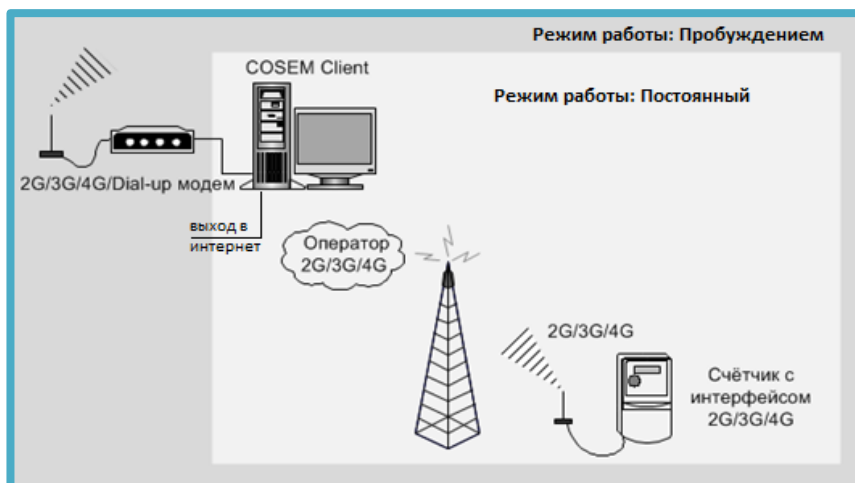 Режим работы: Пробуждением
COSEM Client
Режим работы: Постоянный
2G/3G/4G/Dial-up модем
выход в
интернет
Оператор
2G/3G/4G
2G/3G/4G
Счётчик с
интерфейсом
2G/3G/4G